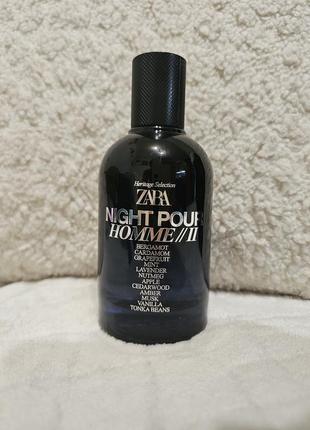 Heritage Selection
ZARA
NIGHT POUR
HOMME//II
BERGAMOT
CARDAMOM
GRAPEFRUIT
MINT
LAVENDER
NUTMEG
APPLE
CEDARWOOD
AMBER
MUSK
VANILLA
TONKA BEANS